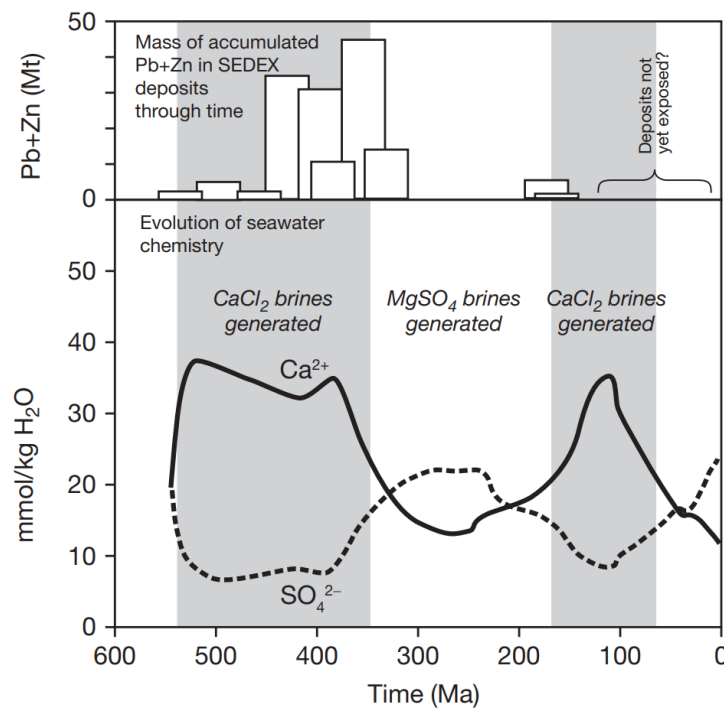 50
Mass of accumulated
Pb+Zn in SEDEX
deposits
through time
Deposits not
yet exposed?
Pb+Zn (Mt)
0
Evolution of seawater
chemistry
50
CaCl₂ brines
generated
MgSO₄ brines
generated
CaCl₂ brines
generated
40
Ca²⁺
30
mmol/kg H₂O
20
10
SO₄²⁻
0
600
500
400
300
200
100
0
Time (Ma)